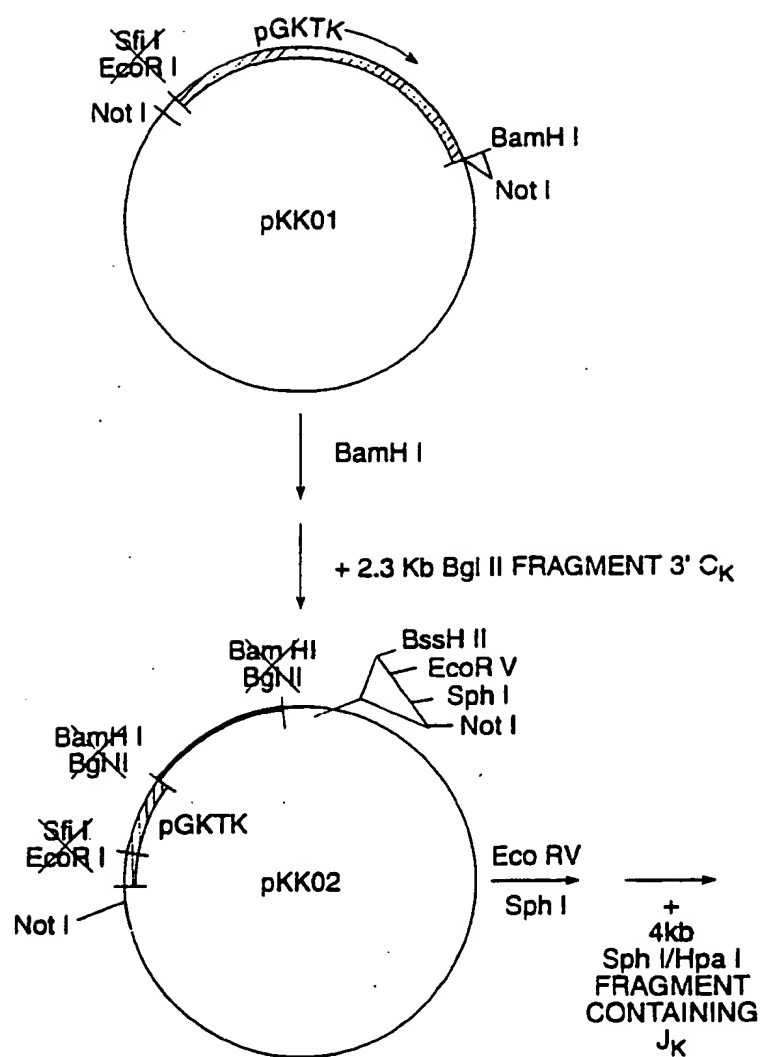 pGKTK
Sfi I
EcoR I
Not I
BamH I
Not I
pKK01
BamH I
+ 2.3 Kb Bgl II FRAGMENT 3' CK
Bam HI
Bgl II
BssH II
EcoR V
Sph I
Not I
BamH I
Bgl II
pGKTK
Sfi I
EcoR I
Not I
pKK02
Eco RV
Sph I
+
4kb
Sph I/Hpa I
FRAGMENT
CONTAINING
JK